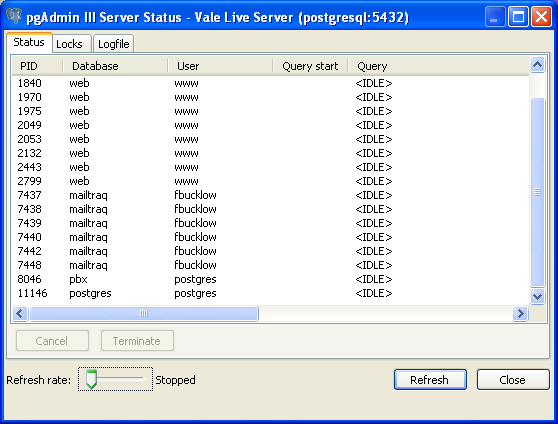 pgAdmin III Server Status - Vale Live Server (postgresql:5432)
Status Locks Logfile
PID Database User Query start Query
1840 web www <IDLE>
1970 web www <IDLE>
1975 web www <IDLE>
2049 web www <IDLE>
2053 web www <IDLE>
2132 web www <IDLE>
2443 web www <IDLE>
2799 web www <IDLE>
7437 mailtraq fbucklow <IDLE>
7438 mailtraq fbucklow <IDLE>
7439 mailtraq fbucklow <IDLE>
7440 mailtraq fbucklow <IDLE>
7442 mailtraq fbucklow <IDLE>
7448 mailtraq fbucklow <IDLE>
8046 pbx postgres <IDLE>
11146 postgres postgres <IDLE>
Cancel Terminate
Refresh rate: Stopped Refresh Close